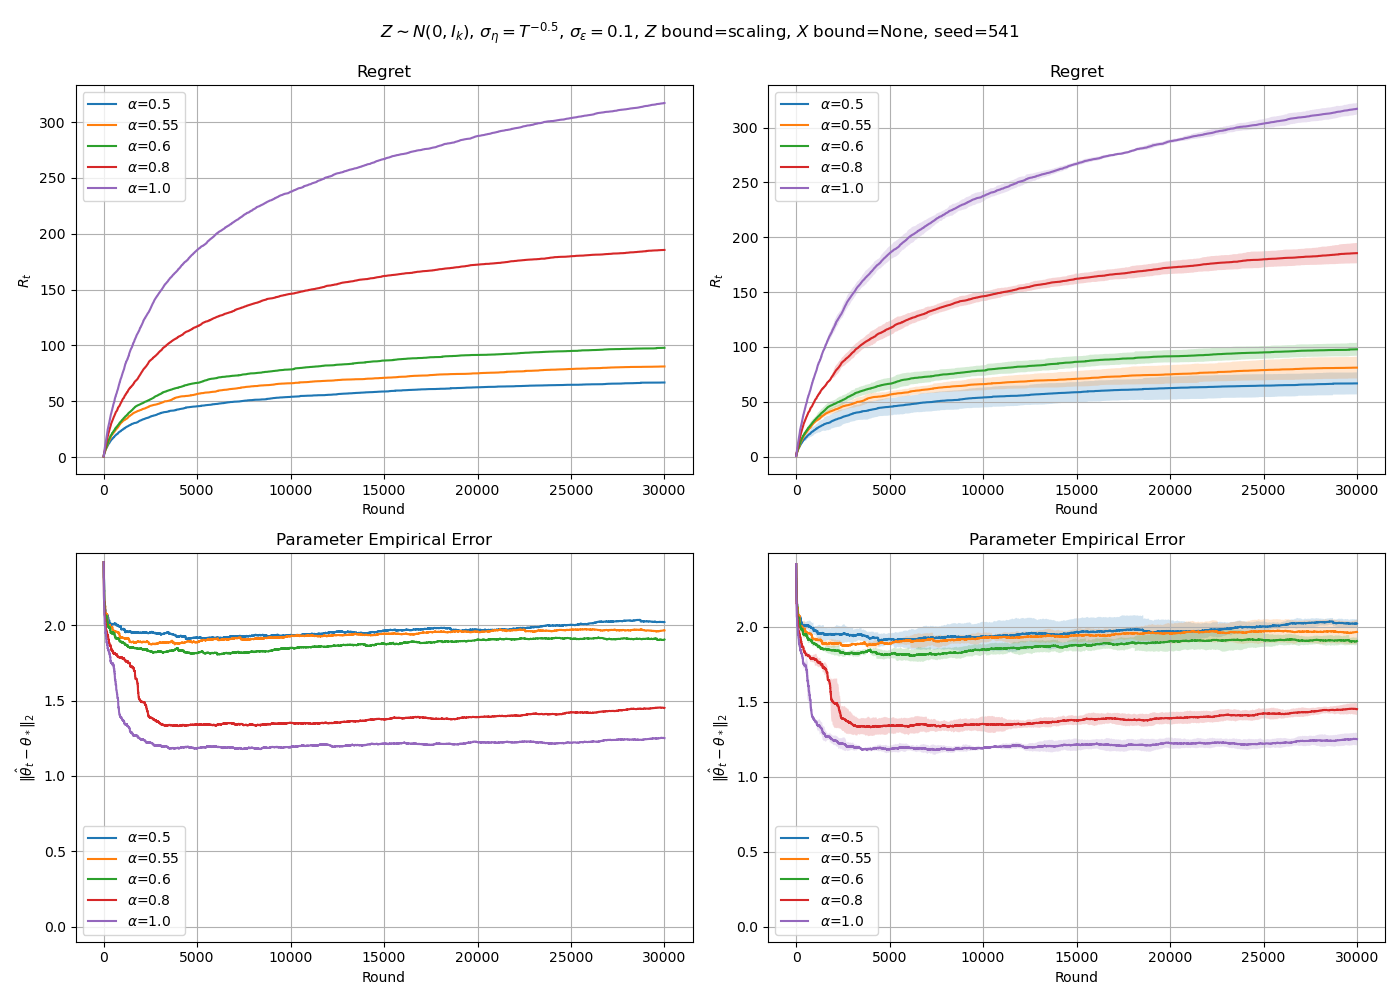 Z ∼ N(0, I_k), σ_η = T^{−0.5}, σ_ε = 0.1, Z bound=scaling, X bound=None, seed=541
Regret
R_t
300
250
200
150
100
50
0
α=0.5
α=0.55
α=0.6
α=0.8
α=1.0
0 5000 10000 15000 20000 25000 30000
Round
Regret
R_t
300
250
200
150
100
50
0
α=0.5
α=0.55
α=0.6
α=0.8
α=1.0
0 5000 10000 15000 20000 25000 30000
Round
Parameter Empirical Error
‖θ̂_t − θ_*‖_2
2.0
1.5
1.0
0.5
0.0
α=0.5
α=0.55
α=0.6
α=0.8
α=1.0
0 5000 10000 15000 20000 25000 30000
Round
Parameter Empirical Error
‖θ̂_t − θ_*‖_2
2.0
1.5
1.0
0.5
0.0
α=0.5
α=0.55
α=0.6
α=0.8
α=1.0
0 5000 10000 15000 20000 25000 30000
Round